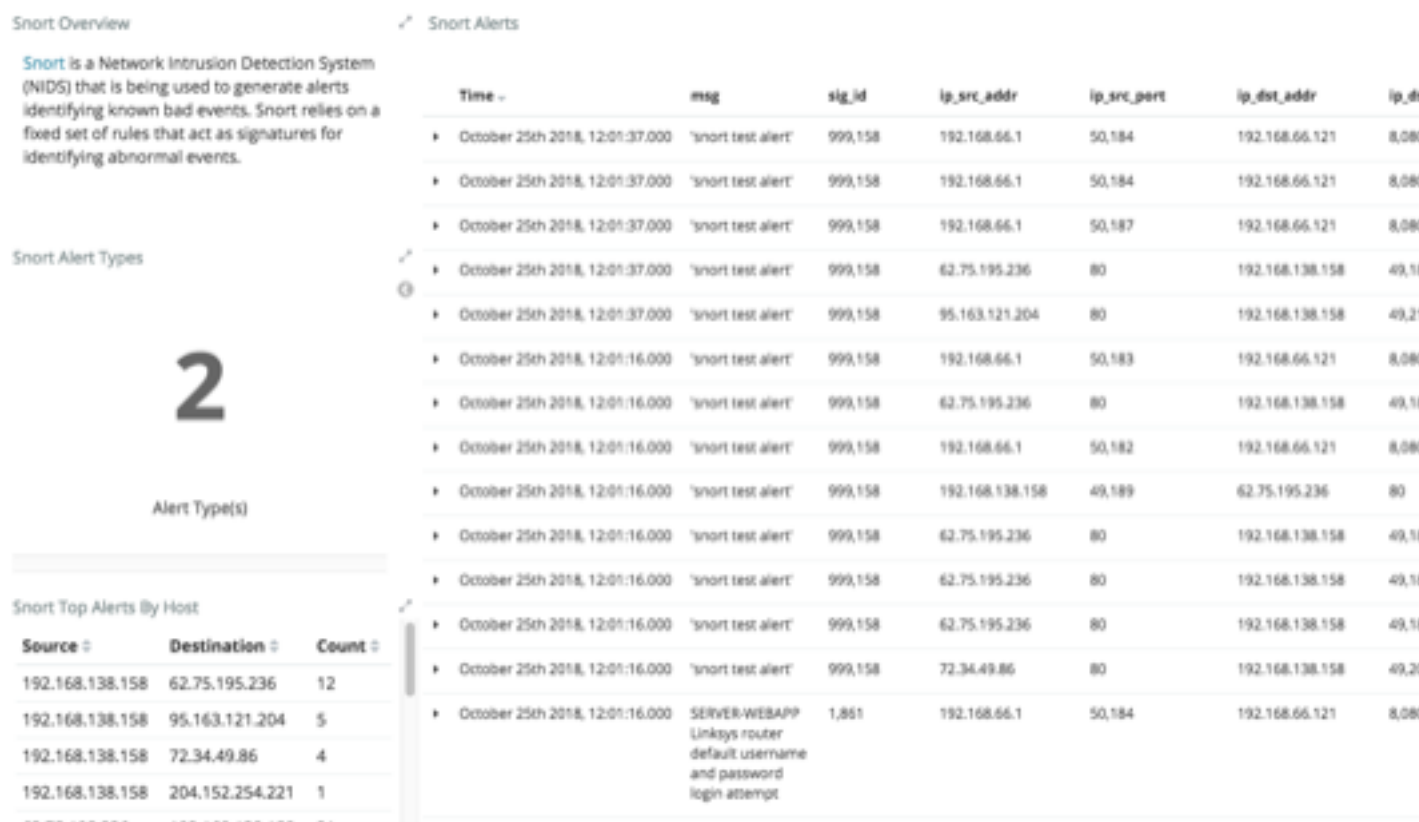 Snort Overview
Snort is a Network Intrusion Detection System
(NIDS) that is being used to generate alerts
identifying known bad events. Snort relies on a
fixed set of rules that act as signatures for
identifying abnormal events.
Snort Alert Types
2
Alert Type(s)
Snort Top Alerts By Host
Source Destination Count
192.168.138.158 62.75.195.236 12
192.168.138.158 95.163.121.204 5
192.168.138.158 72.34.49.86 4
192.168.138.158 204.152.254.221 1
Snort Alerts
Time msg sig_id ip_src_addr ip_src_port ip_dst_addr
October 25th 2018, 12:01:37.000 'snort test alert' 999,158 192.168.66.1 50,184 192.168.66.121
October 25th 2018, 12:01:37.000 'snort test alert' 999,158 192.168.66.1 50,184 192.168.66.121
October 25th 2018, 12:01:37.000 'snort test alert' 999,158 192.168.66.1 50,187 192.168.66.121
October 25th 2018, 12:01:37.000 'snort test alert' 999,158 62.75.195.236 80 192.168.138.158
October 25th 2018, 12:01:37.000 'snort test alert' 999,158 95.163.121.204 80 192.168.138.158
October 25th 2018, 12:01:16.000 'snort test alert' 999,158 192.168.66.1 50,183 192.168.66.121
October 25th 2018, 12:01:16.000 'snort test alert' 999,158 62.75.195.236 80 192.168.138.158
October 25th 2018, 12:01:16.000 'snort test alert' 999,158 192.168.66.1 50,182 192.168.66.121
October 25th 2018, 12:01:16.000 'snort test alert' 999,158 192.168.138.158 49,189 62.75.195.236 80
October 25th 2018, 12:01:16.000 'snort test alert' 999,158 62.75.195.236 80 192.168.138.158
October 25th 2018, 12:01:16.000 'snort test alert' 999,158 62.75.195.236 80 192.168.138.158
October 25th 2018, 12:01:16.000 'snort test alert' 999,158 62.75.195.236 80 192.168.138.158
October 25th 2018, 12:01:16.000 'snort test alert' 999,158 72.34.49.86 80 192.168.138.158
October 25th 2018, 12:01:16.000 SERVER-WEBAPP 1,861 192.168.66.1 50,184 192.168.66.121
Linksys router
default username
and password
login attempt